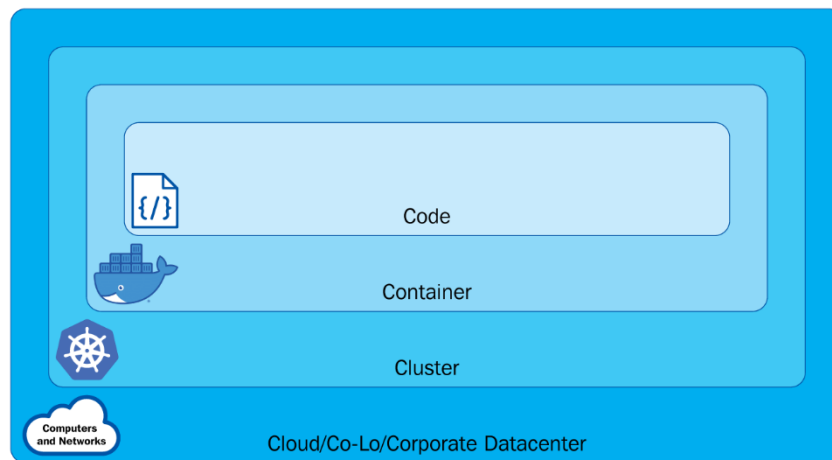 {/}
Code
Container
Cluster
Computers
and Networks
Cloud/Co-Lo/Corporate Datacenter